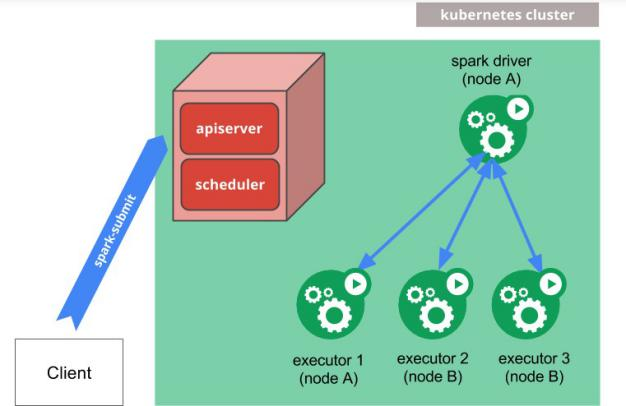 kubernetes cluster
spark driver
(node A)
apiserver
scheduler
spark-submit
Client
executor 1
(node A)
executor 2
(node B)
executor 3
(node B)